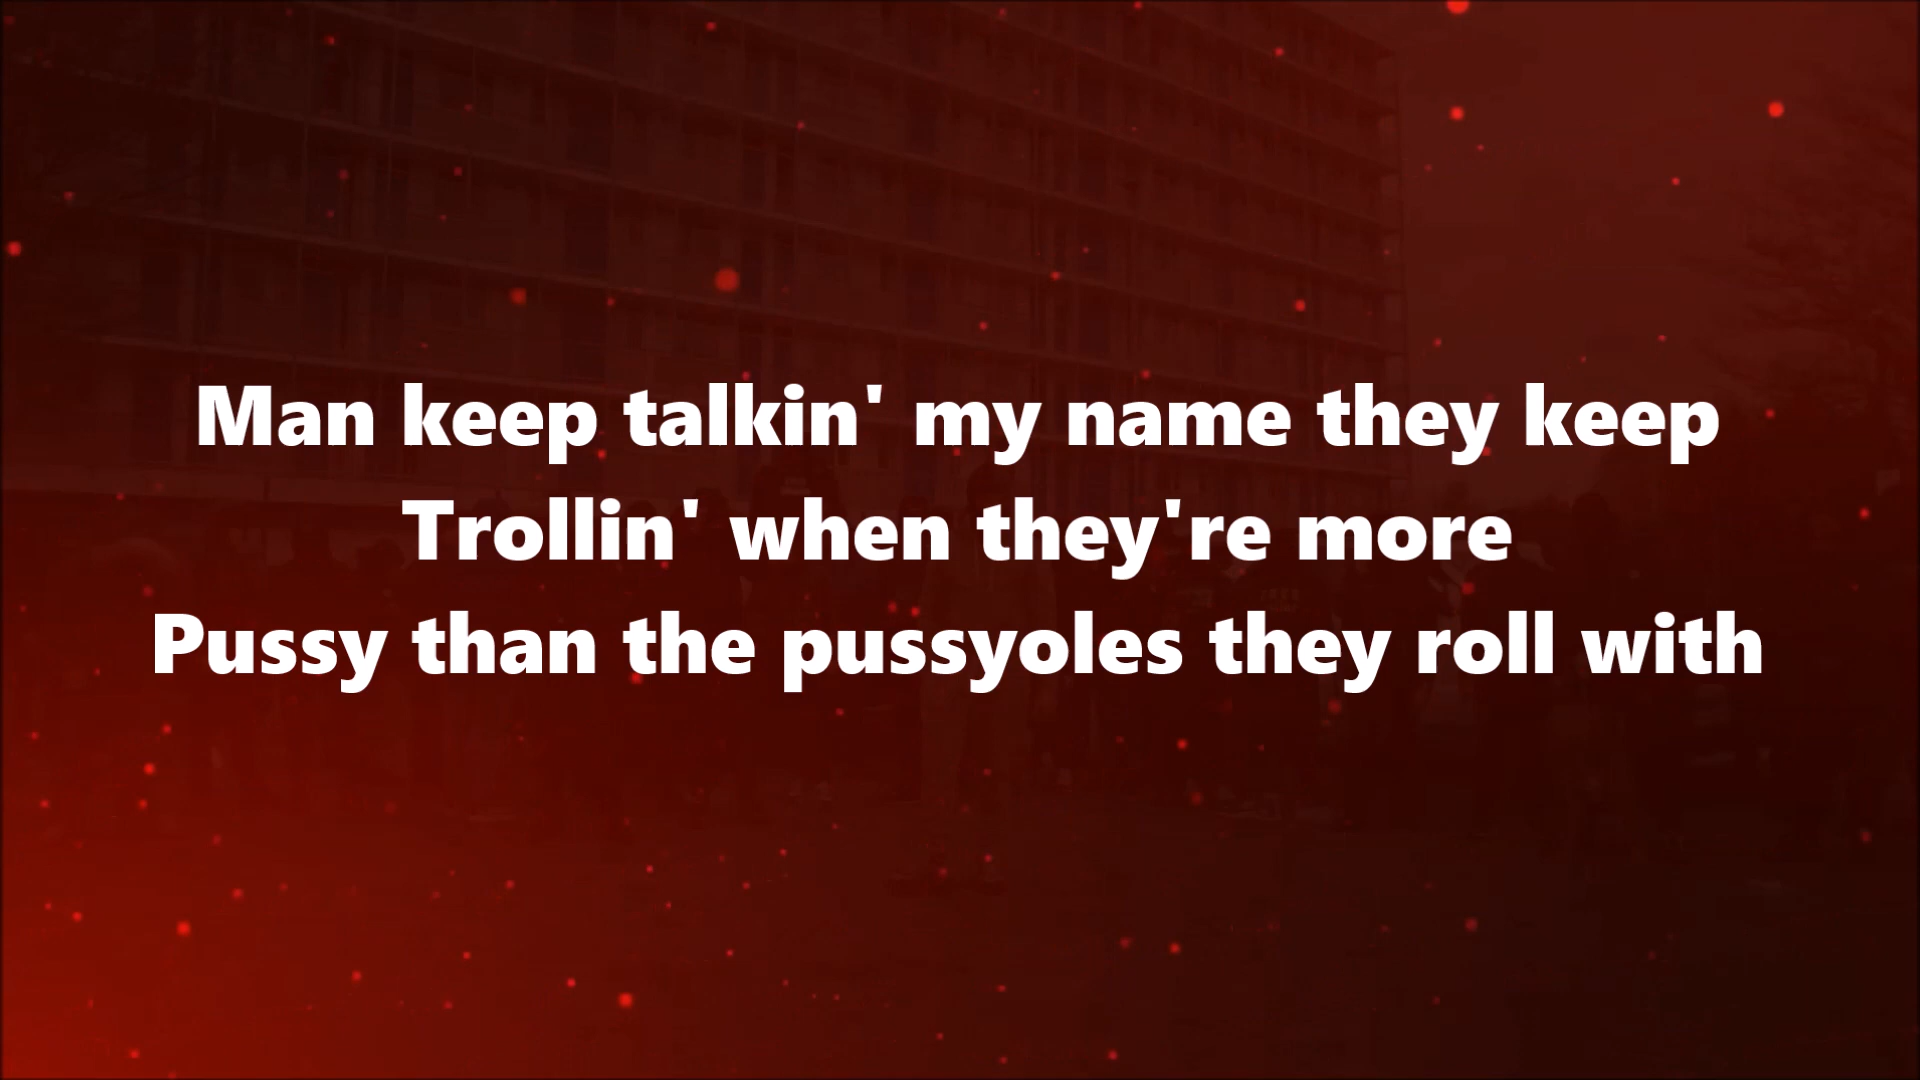 Man keep talkin' my name they keep
Trollin' when they're more
Pussy than the pussyoles they roll with